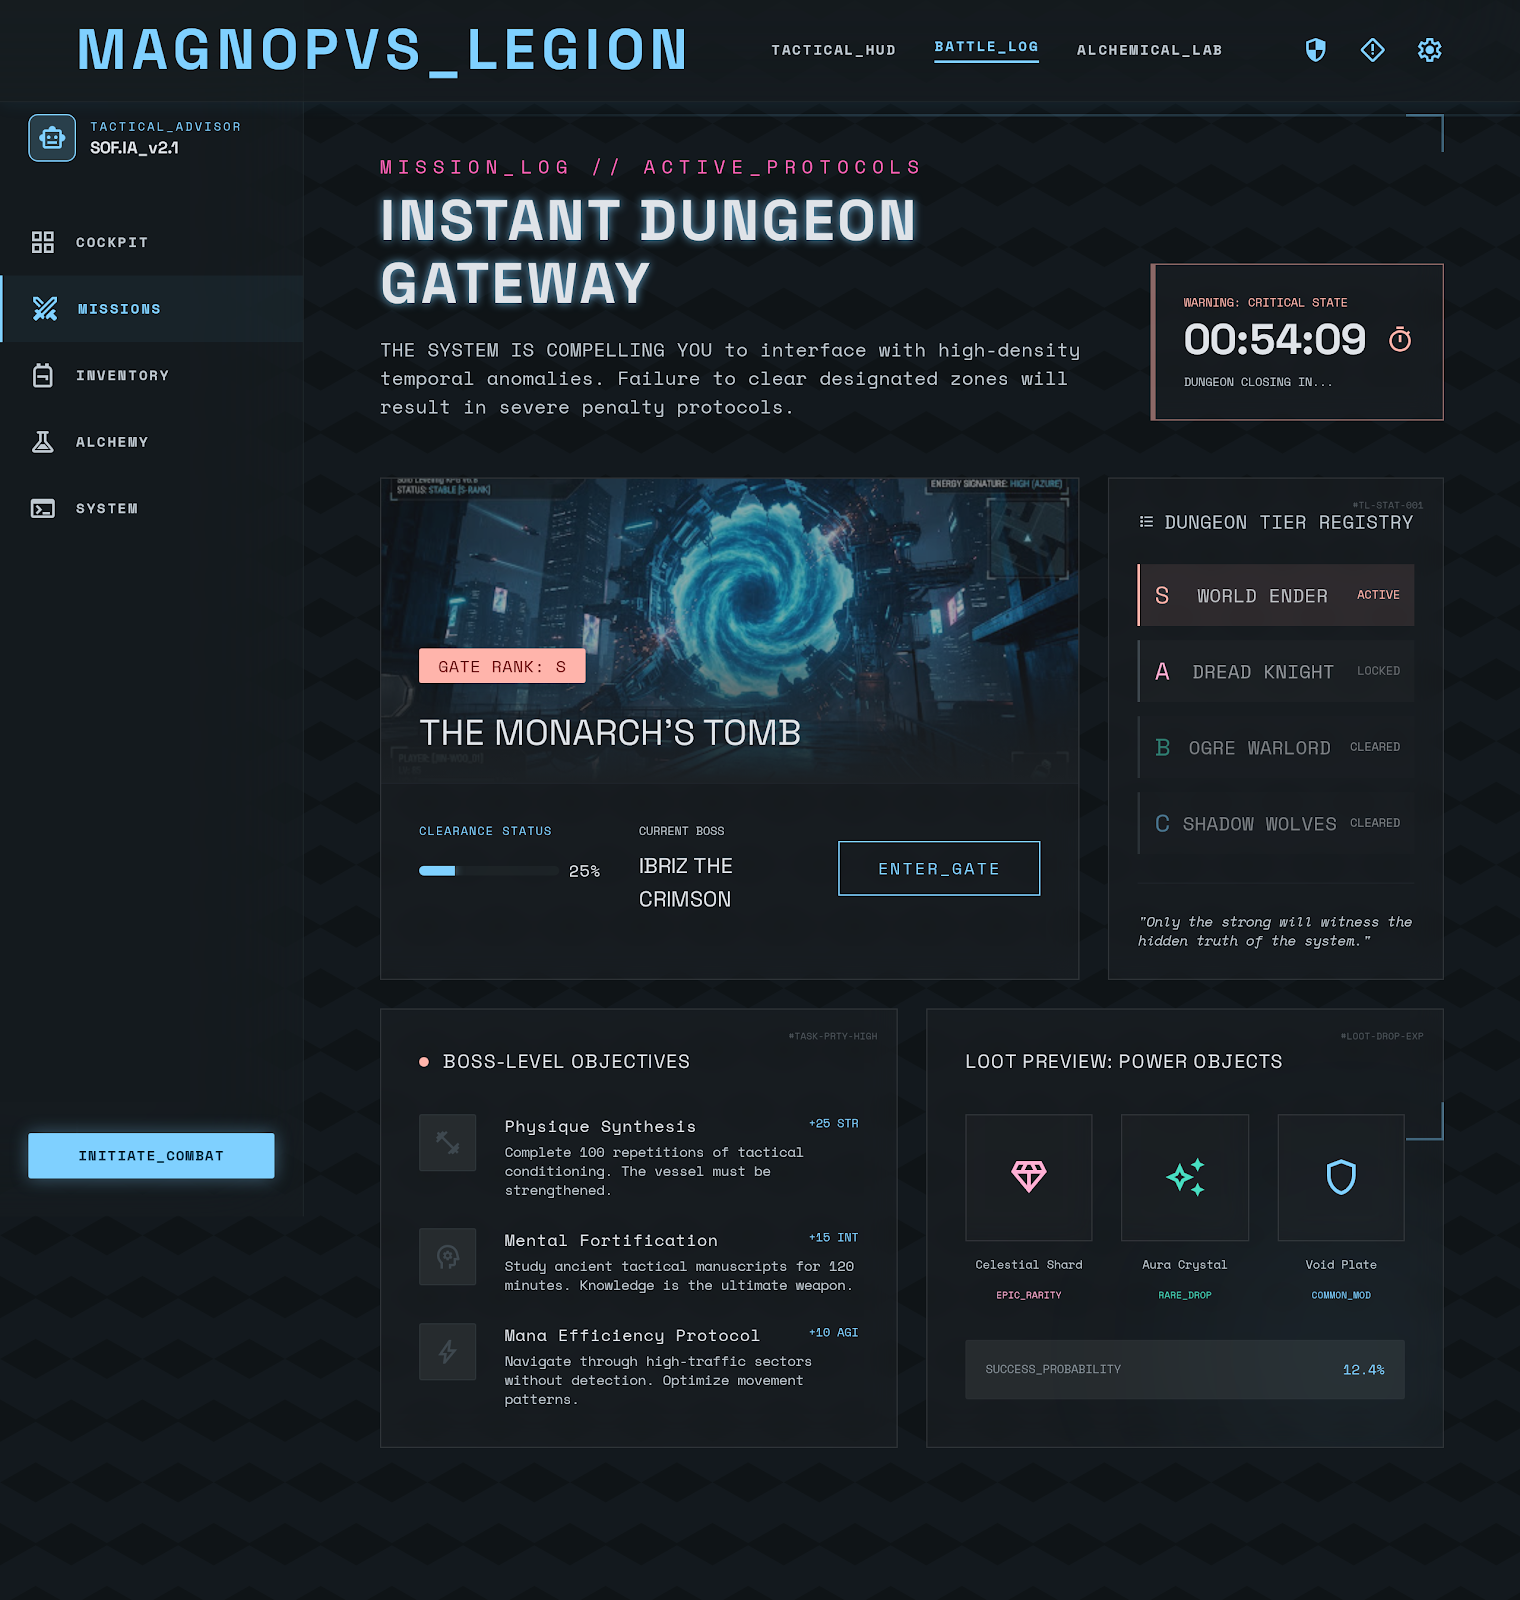 MAGNOPVS_LEGION
TACTICAL_HUD
BATTLE_LOG
ALCHEMICAL_LAB
TACTICAL_ADVISOR
SOF.IA_v2.1
COCKPIT
MISSIONS
INVENTORY
ALCHEMY
SYSTEM
INITIATE_COMBAT
MISSION_LOG // ACTIVE_PROTOCOLS
INSTANT DUNGEON
GATEWAY
THE SYSTEM IS COMPELLING YOU to interface with high-density
temporal anomalies. Failure to clear designated zones will
result in severe penalty protocols.
WARNING: CRITICAL STATE
00:54:09
DUNGEON CLOSING IN...
STATUS: STABLE [S-RANK]
ENERGY SIGNATURE: HIGH (AZURE)
GATE RANK: S
THE MONARCH'S TOMB
CLEARANCE STATUS
25%
CURRENT BOSS
IBRIZ THE
CRIMSON
ENTER_GATE
#TL-STAT-001
DUNGEON TIER REGISTRY
S WORLD ENDER ACTIVE
A DREAD KNIGHT LOCKED
B OGRE WARLORD CLEARED
C SHADOW WOLVES CLEARED
"Only the strong will witness the
hidden truth of the system."
#TASK-PRTY-HIGH
BOSS-LEVEL OBJECTIVES
Physique Synthesis
+25 STR
Complete 100 repetitions of tactical
conditioning. The vessel must be
strengthened.
Mental Fortification
+15 INT
Study ancient tactical manuscripts for 120
minutes. Knowledge is the ultimate weapon.
Mana Efficiency Protocol
+10 AGI
Navigate through high-traffic sectors
without detection. Optimize movement
patterns.
#LOOT-DROP-EXP
LOOT PREVIEW: POWER OBJECTS
Celestial Shard
EPIC_RARITY
Aura Crystal
RARE_DROP
Void Plate
COMMON_MOD
SUCCESS_PROBABILITY
12.4%